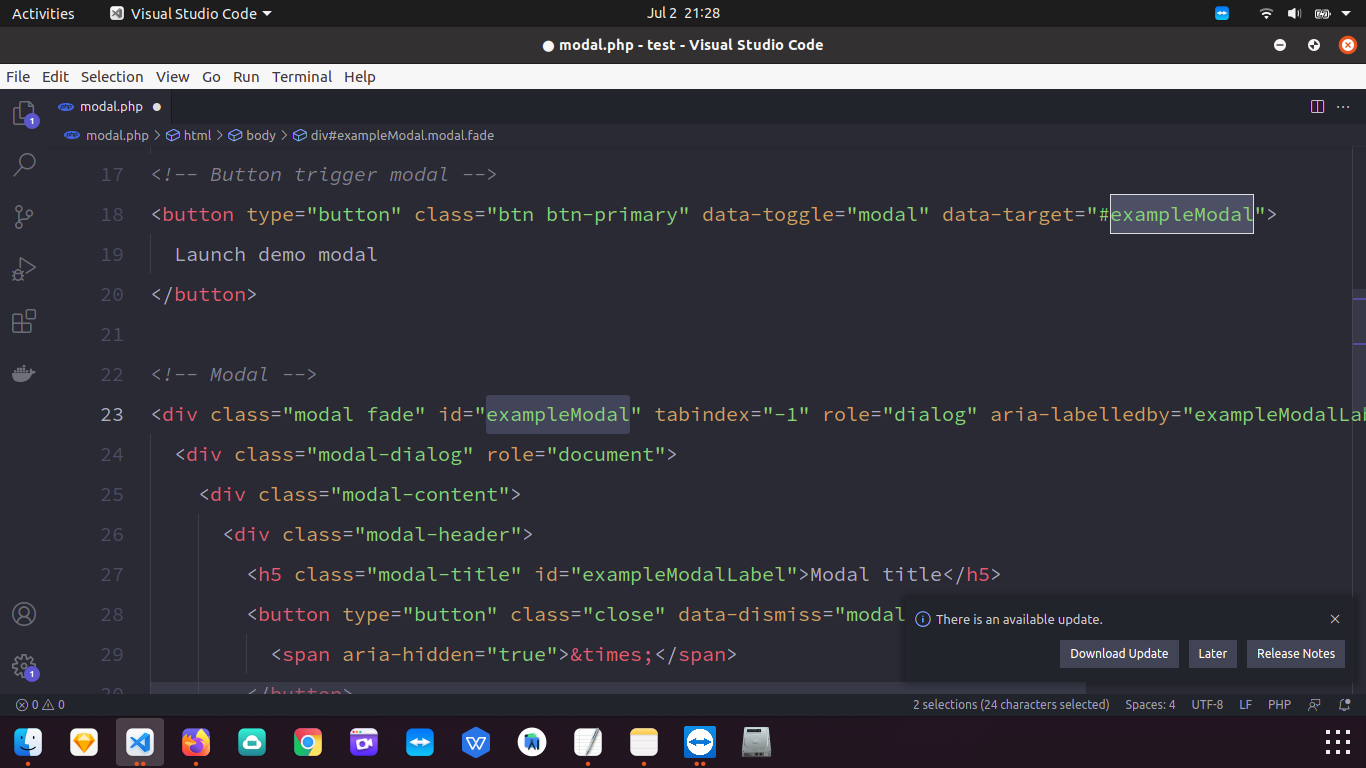 Activities Visual Studio Code Jul 2 21:28
● modal.php - test - Visual Studio Code
File Edit Selection View Go Run Terminal Help
php modal.php
php modal.php > html > body > div#exampleModal.modal.fade
1
17 <!-- Button trigger modal -->
18 <button type="button" class="btn btn-primary" data-toggle="modal" data-target="#exampleModal">
19 Launch demo modal
20 </button>
21
22 <!-- Modal -->
23 <div class="modal fade" id="exampleModal" tabindex="-1" role="dialog" aria-labelledby="exampleModalLab
24 <div class="modal-dialog" role="document">
25 <div class="modal-content">
26 <div class="modal-header">
27 <h5 class="modal-title" id="exampleModalLabel">Modal title</h5>
28 <button type="button" class="close" data-dismiss="modal
29 <span aria-hidden="true">&times;</span>
30 </button>
There is an available update.
Download Update Later Release Notes
1
0 0 2 selections (24 characters selected) Spaces: 4 UTF-8 LF PHP